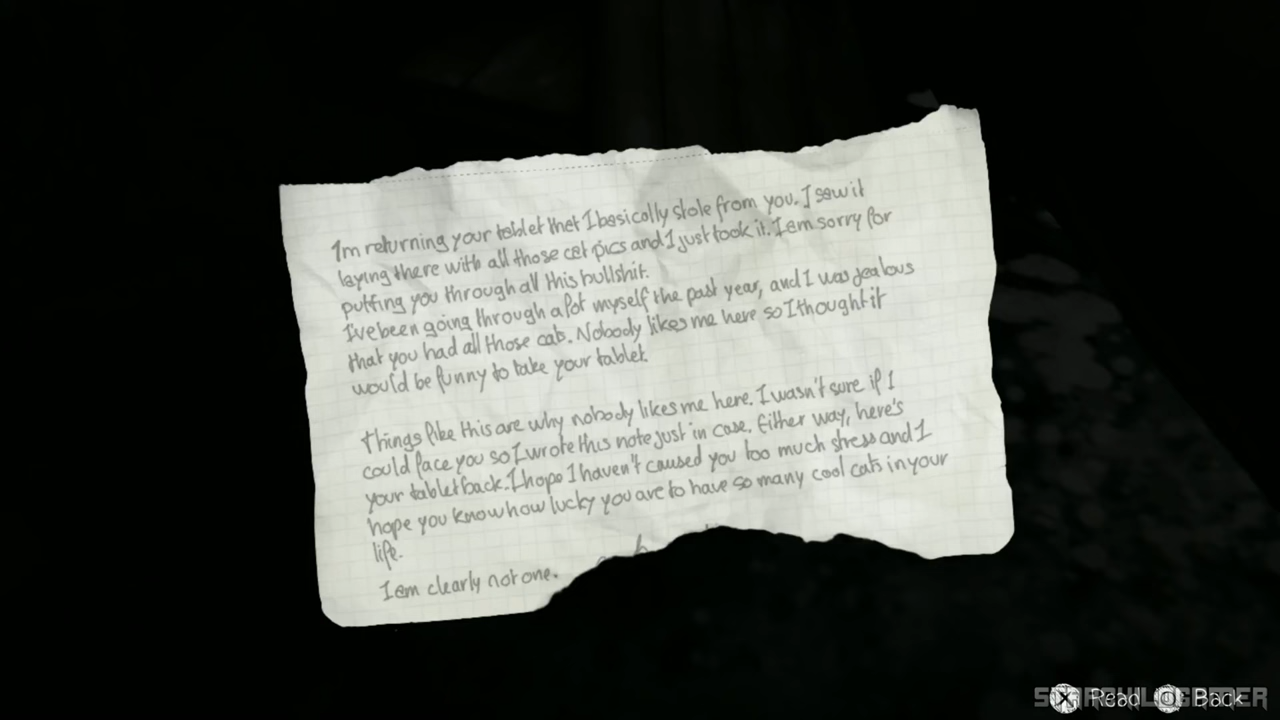 I'm returning your tablet that I basically stole from you. I saw it
laying there with all those cat pics and I just took it. I am sorry for
putting you through all this bullshit.
I've been going through a lot myself the past year, and I was jealous
that you had all those cats. Nobody likes me here so I thought it
would be funny to take your tablet.
Things like this are why nobody likes me here. I wasn't sure if I
could face you so I wrote this note just in case. Either way, here's
your tablet back. I hope I haven't caused you too much stress and I
hope you know how lucky you are to have so many cool cats in your
life.
I am clearly not one.
Read
Back